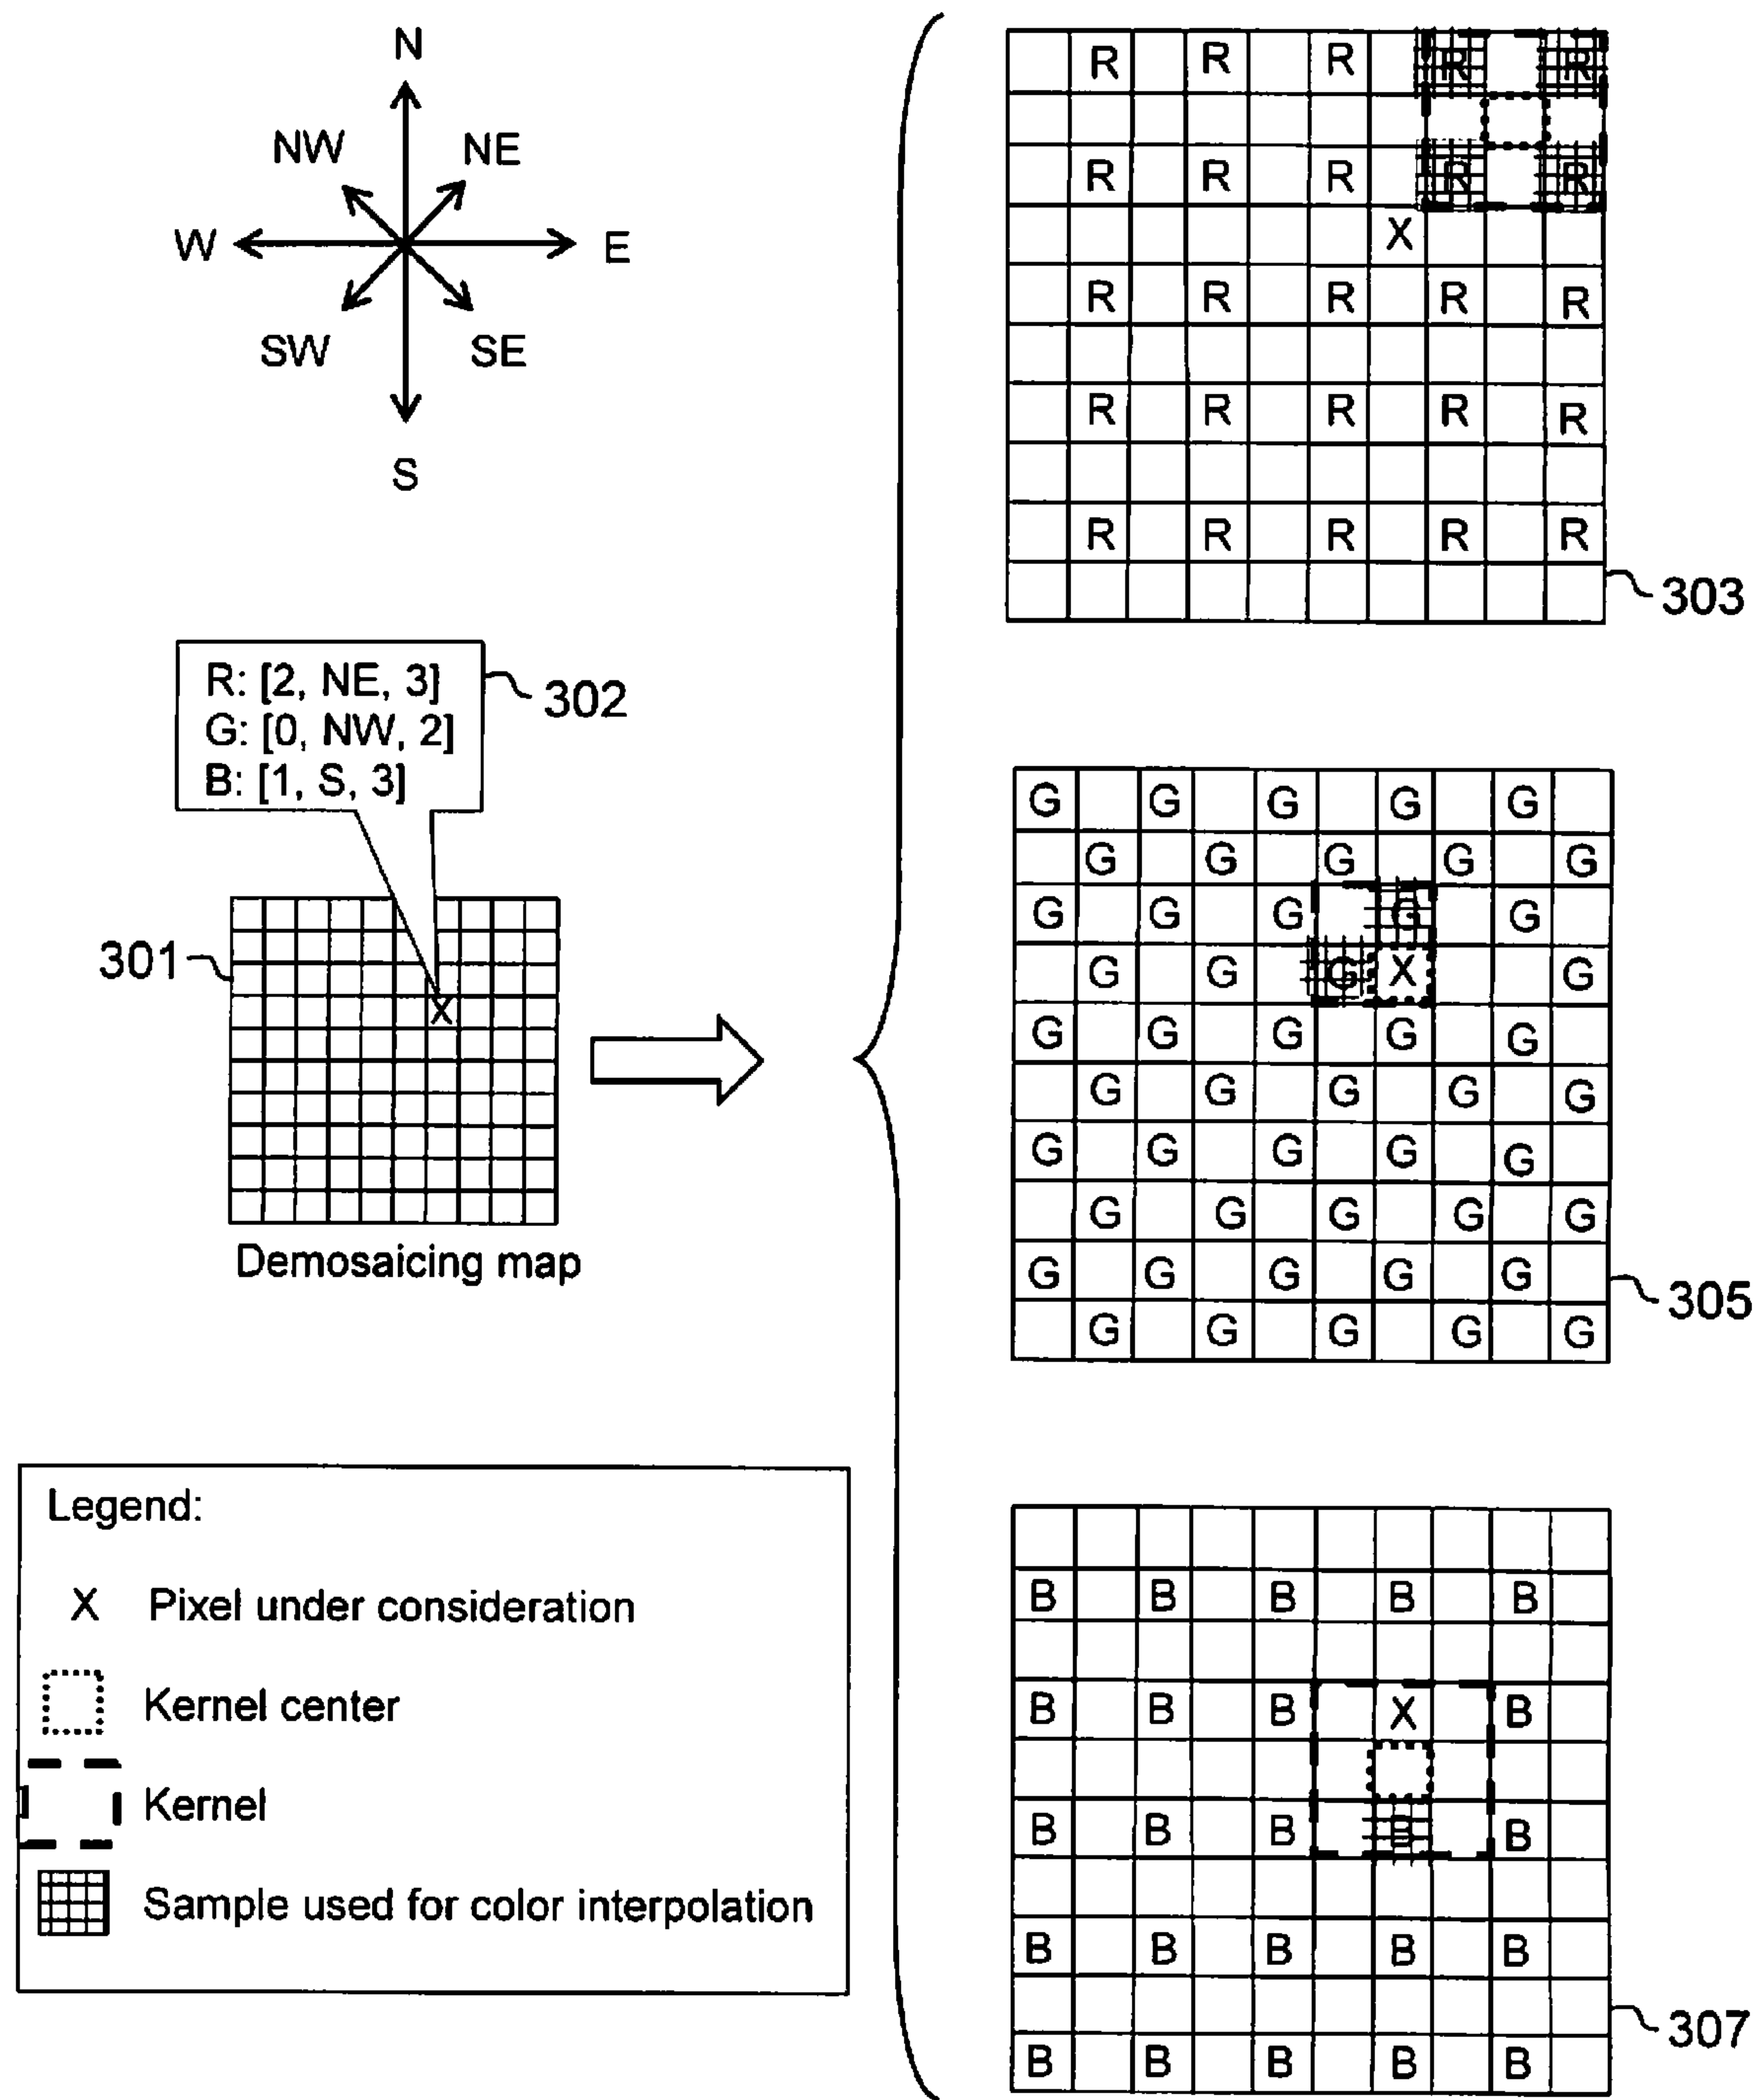 N
NW NE
W E
SW SE
S
R: [2, NE, 3]
G: [0, NW, 2]
B: [1, S, 3]
302
301
X
Demosaicing map
Legend:
X Pixel under consideration
Kernel center
Kernel
Sample used for color interpolation
R R R R R
R R R R R
X
R R R R R
R R R R R
R R R R R
303
G G G G G
G G G G G
G G G G G
G G G X G
G G G G G
G G G G G
G G G G G
G G G G G
G G G G G
G G G G G
305
B B B B B
B B B X B
B B B B B
B B B B B
B B B B B
307